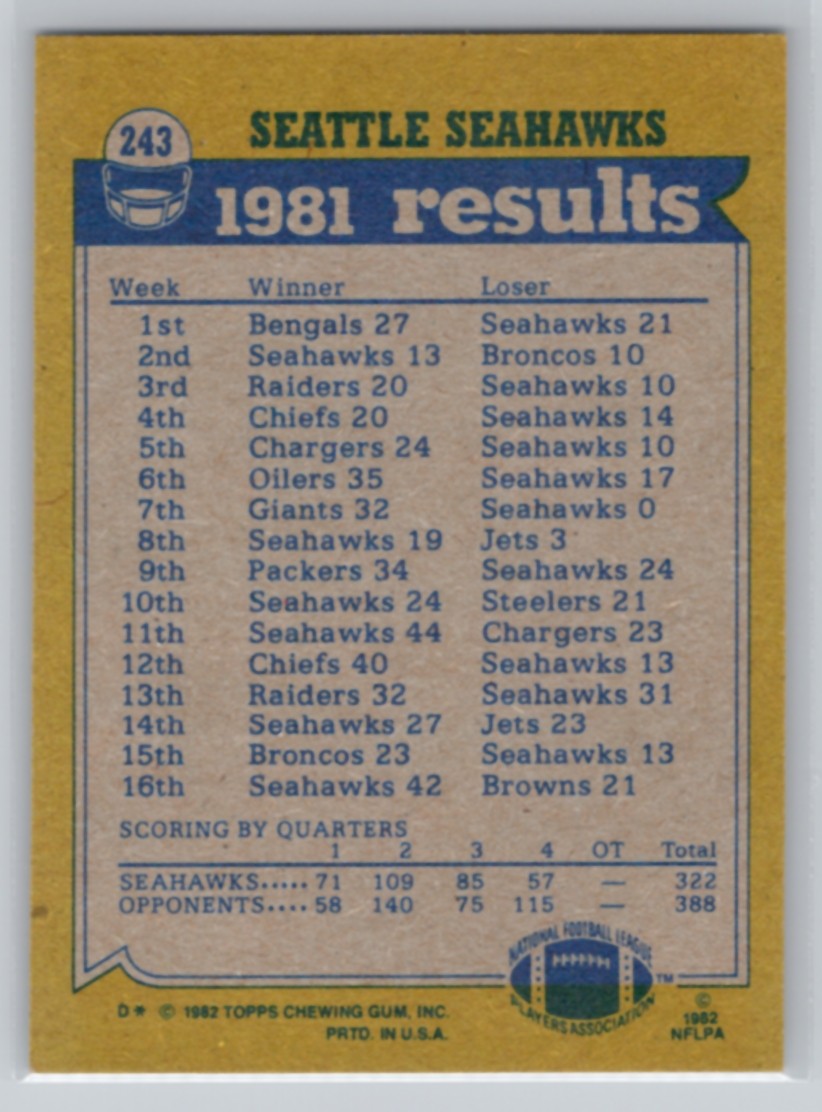 243
SEATTLE SEAHAWKS
1981 results
Week Winner Loser
1st Bengals 27 Seahawks 21
2nd Seahawks 13 Broncos 10
3rd Raiders 20 Seahawks 10
4th Chiefs 20 Seahawks 14
5th Chargers 24 Seahawks 10
6th Oilers 35 Seahawks 17
7th Giants 32 Seahawks 0
8th Seahawks 19 Jets 3
9th Packers 34 Seahawks 24
10th Seahawks 24 Steelers 21
11th Seahawks 44 Chargers 23
12th Chiefs 40 Seahawks 13
13th Raiders 32 Seahawks 31
14th Seahawks 27 Jets 23
15th Broncos 23 Seahawks 13
16th Seahawks 42 Browns 21
SCORING BY QUARTERS
1 2 3 4 OT Total
SEAHAWKS..... 71 109 85 57 — 322
OPPONENTS.... 58 140 75 115 — 388
NATIONAL FOOTBALL LEAGUE
PLAYERS ASSOCIATION
TM
D * © 1982 TOPPS CHEWING GUM, INC.
PRTD. IN U.S.A.
©
1982
NFLPA